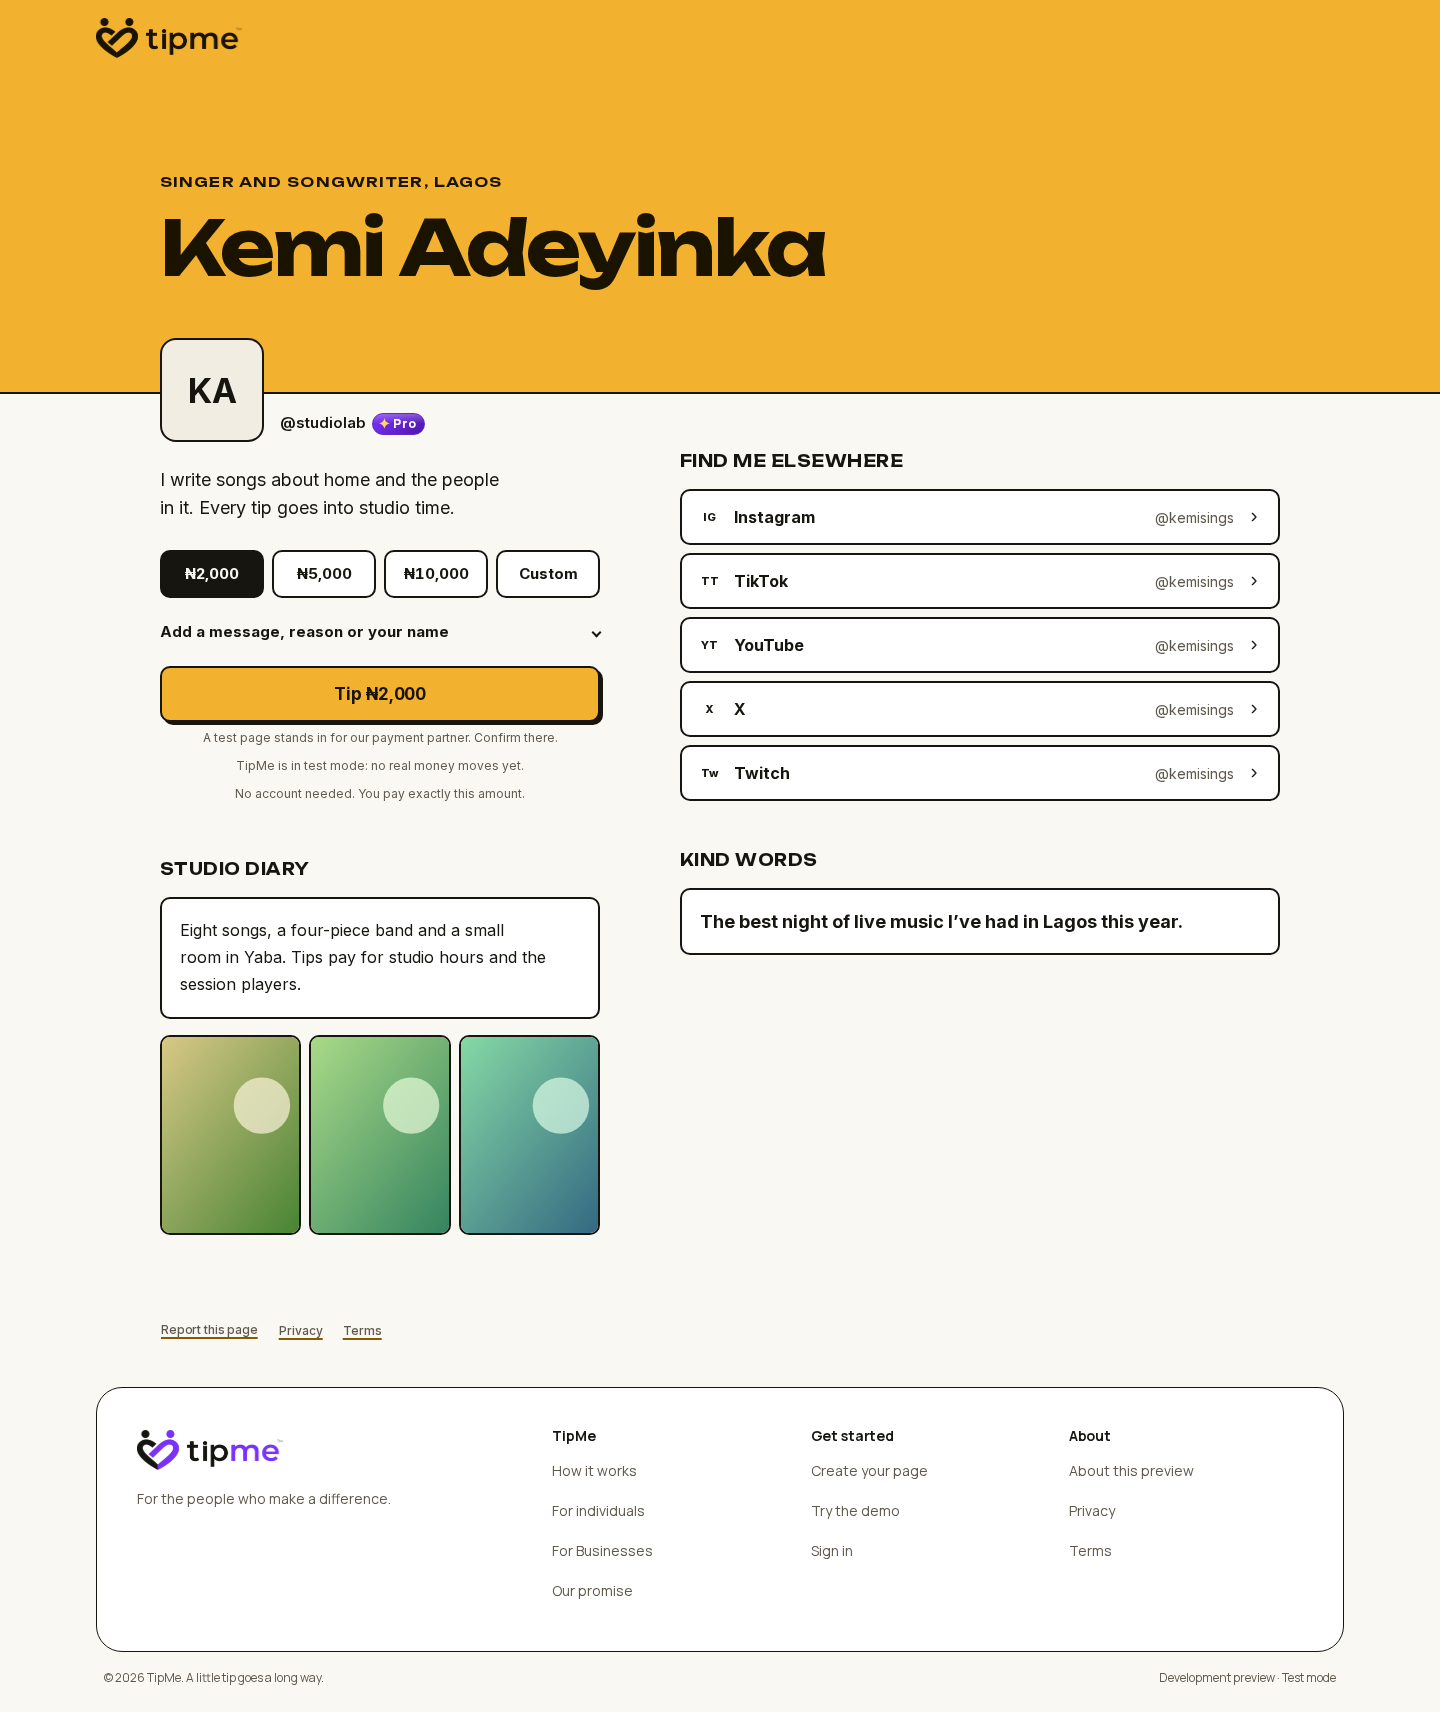 tipme
SINGER AND SONGWRITER, LAGOS
Kemi Adeyinka
KA
@studiolab
Pro
I write songs about home and the people
in it. Every tip goes into studio time.
₦2,000
₦5,000
₦10,000
Custom
Add a message, reason or your name
Tip ₦2,000
A test page stands in for our payment partner. Confirm there.
TipMe is in test mode: no real money moves yet.
No account needed. You pay exactly this amount.
STUDIO DIARY
Eight songs, a four-piece band and a small
room in Yaba. Tips pay for studio hours and the
session players.
FIND ME ELSEWHERE
IG Instagram @kemisings
TT TikTok @kemisings
YT YouTube @kemisings
X X @kemisings
Tw Twitch @kemisings
KIND WORDS
The best night of live music I’ve had in Lagos this year.
Report this page
Privacy
Terms
tipme
For the people who make a difference.
TipMe
How it works
For individuals
For Businesses
Our promise
Get started
Create your page
Try the demo
Sign in
About
About this preview
Privacy
Terms
© 2026 TipMe. A little tip goes a long way.
Development preview · Test mode